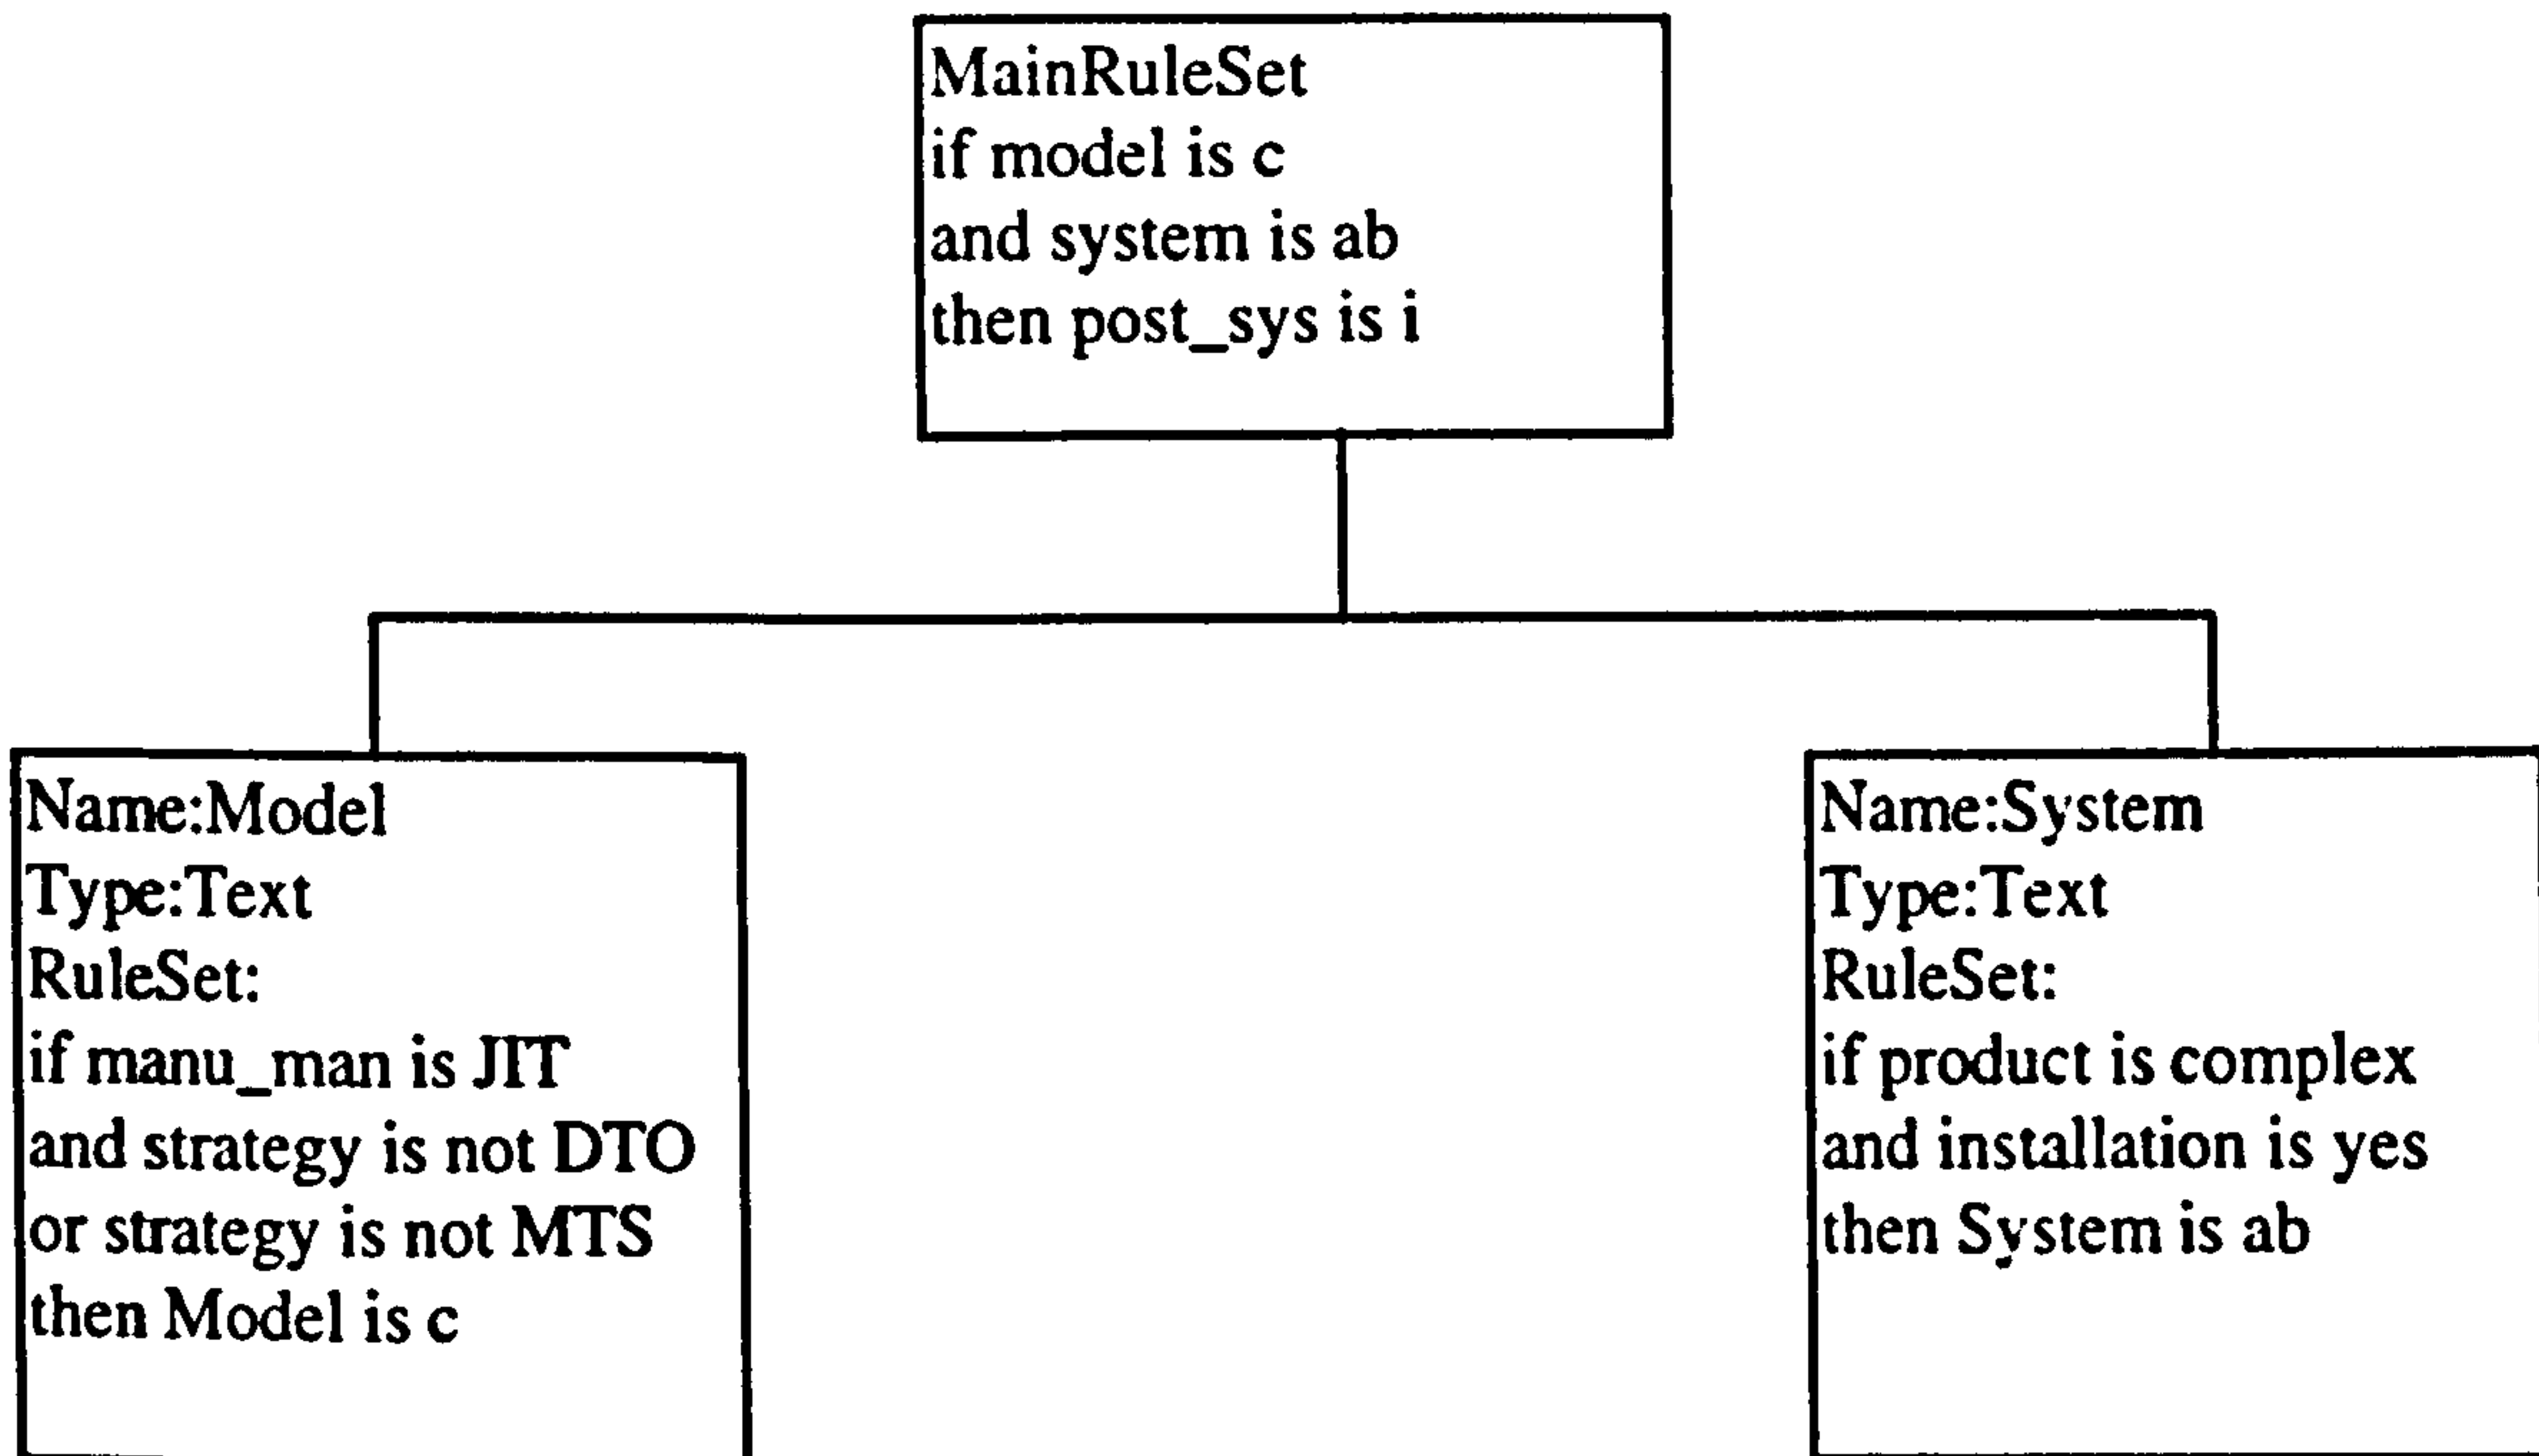 MainRuleSet
if model is c
and system is ab
then post_sys is i
Name:Model
Type:Text
RuleSet:
if manu_man is JIT
and strategy is not DTO
or strategy is not MTS
then Model is c
Name:System
Type:Text
RuleSet:
if product is complex
and installation is yes
then System is ab